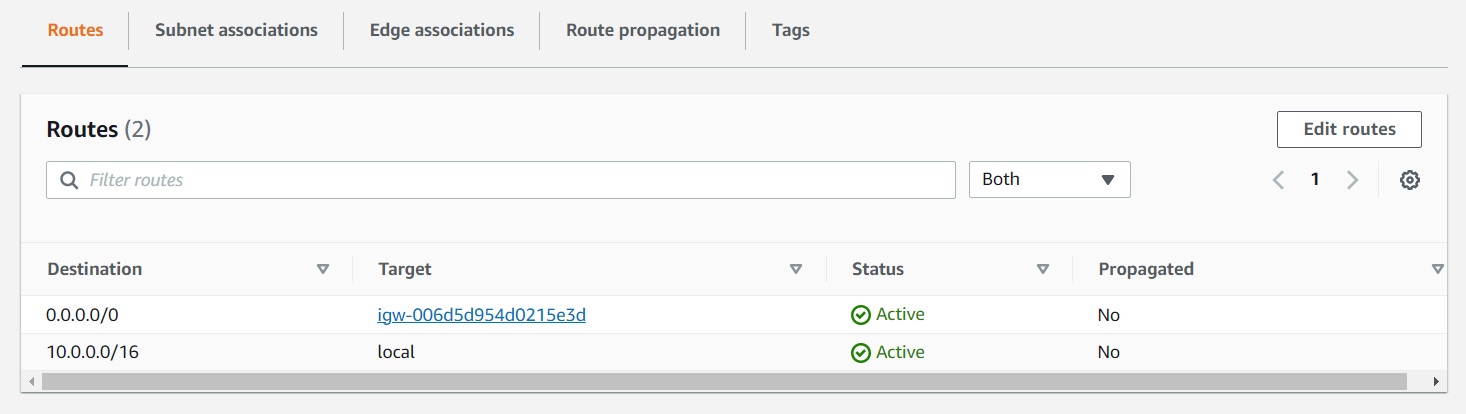 Routes Subnet associations Edge associations Route propagation Tags
Routes (2) Edit routes
Filter routes Both 1
Destination Target Status Propagated
0.0.0.0/0 igw-006d5d954d0215e3d Active No
10.0.0.0/16 local Active No